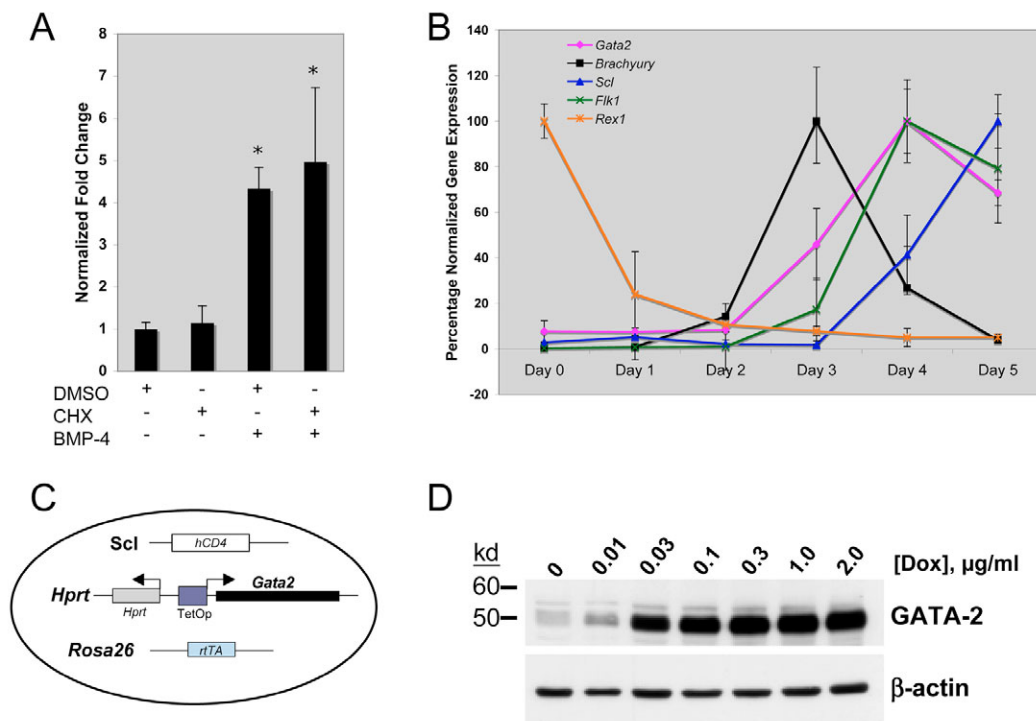 A
Normalized Fold Change
8
7
6
5
4
3
2
1
0
*
*
DMSO + - + -
CHX - + - +
BMP-4 - - + +
B
Percentage Normalized Gene Expression
140
120
100
80
60
40
20
0
-20
Gata2
Brachyury
Scl
Flk1
Rex1
Day 0 Day 1 Day 2 Day 3 Day 4 Day 5
C
Scl hCD4
Hprt Hprt TetOp Gata2
Rosa26 rtTA
D
kd 0 0.01 0.03 0.1 0.3 1.0 2.0 [Dox], µg/ml
60
50 GATA-2
β-actin